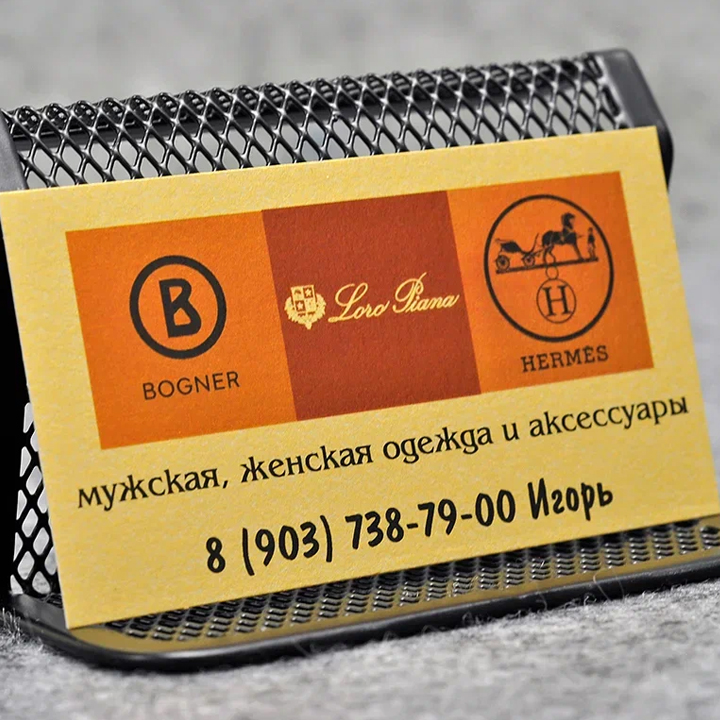 B
BOGNER
Loro Piana
H
HERMÈS
мужская, женская одежда и аксессуары
8 (903) 738-79-00 Игорь